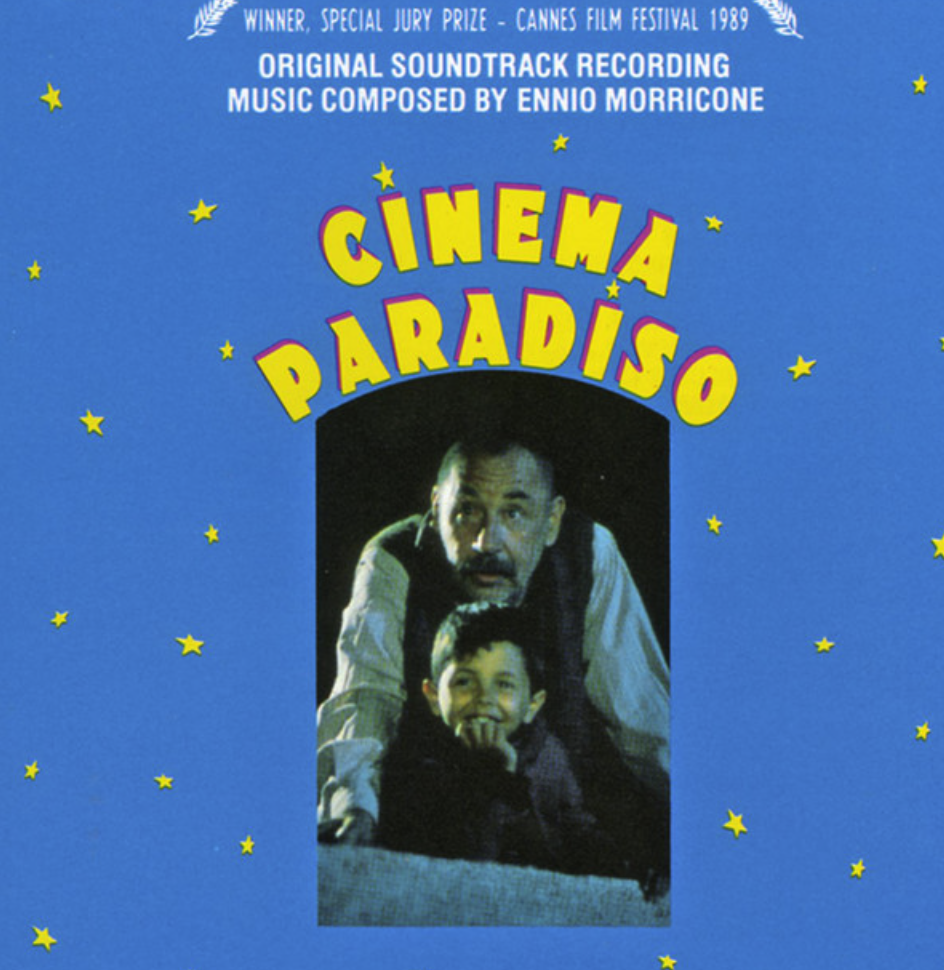 WINNER, SPECIAL JURY PRIZE - CANNES FILM FESTIVAL 1989
ORIGINAL SOUNDTRACK RECORDING
MUSIC COMPOSED BY ENNIO MORRICONE
CINEMA
PARADISO